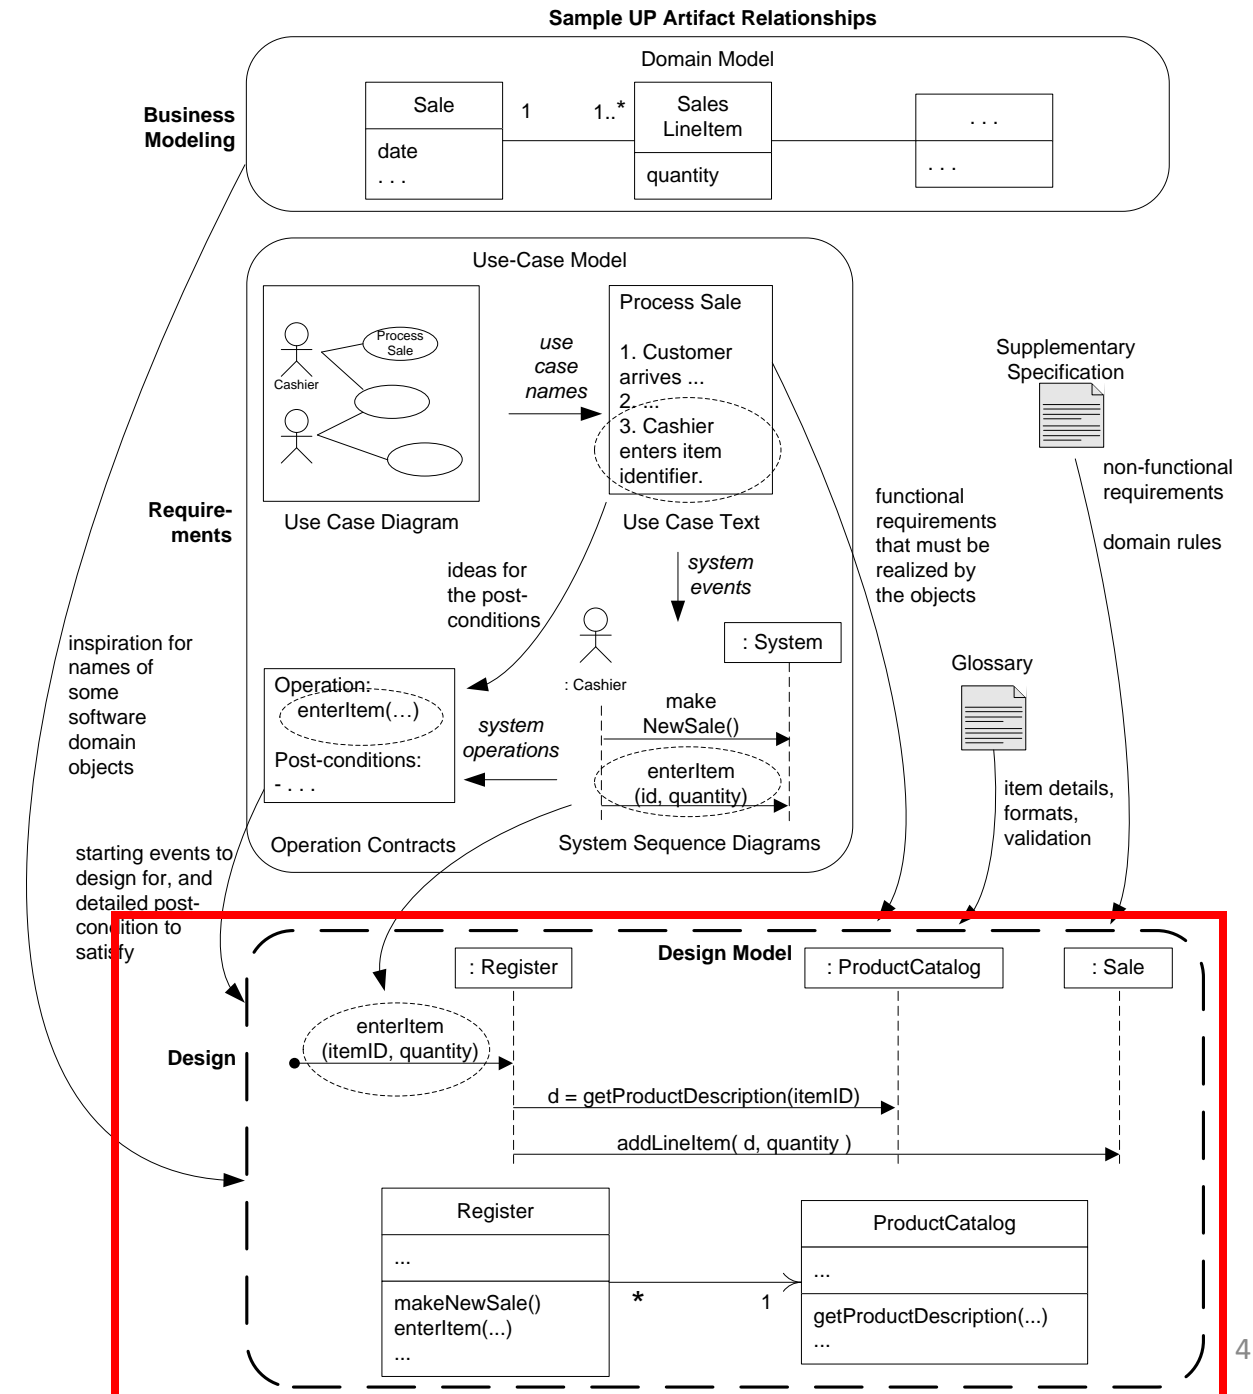 Sample UP Artifact Relationships
Domain Model
Business
Modeling
Sale
1
1..*
Sales
LineItem
. . .
date
. . .
quantity
. . .
Use-Case Model
Process
Sale
Cashier
use
case
names
Process Sale
1. Customer
arrives ...
2. ...
3. Cashier
enters item
identifier.
Supplementary
Specification
non-functional
requirements
domain rules
functional
requirements
that must be
realized by
the objects
Require-
ments
Use Case Diagram
Use Case Text
ideas for
the post-
conditions
system
events
inspiration for
names of
some
software
domain
objects
: System
: Cashier
Glossary
Operation:
enterItem(…)
Post-conditions:
- . . .
system
operations
make
NewSale()
enterItem
(id, quantity)
item details,
formats,
validation
Operation Contracts
System Sequence Diagrams
starting events to
design for, and
detailed post-
condition to
satisfy
Design Model
: Register
: ProductCatalog
: Sale
Design
enterItem
(itemID, quantity)
d = getProductDescription(itemID)
addLineItem( d, quantity )
Register
...
makeNewSale()
enterItem(...)
...
*
1
ProductCatalog
...
getProductDescription(...)
...
4